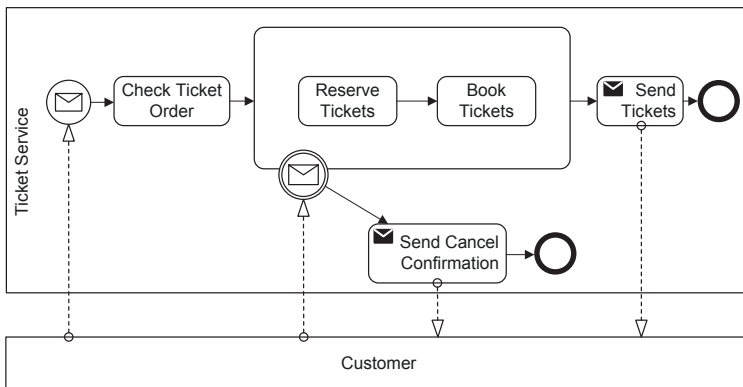 Ticket Service
Check Ticket
Order
Reserve
Tickets
Book
Tickets
Send
Tickets
Send Cancel
Confirmation
Customer